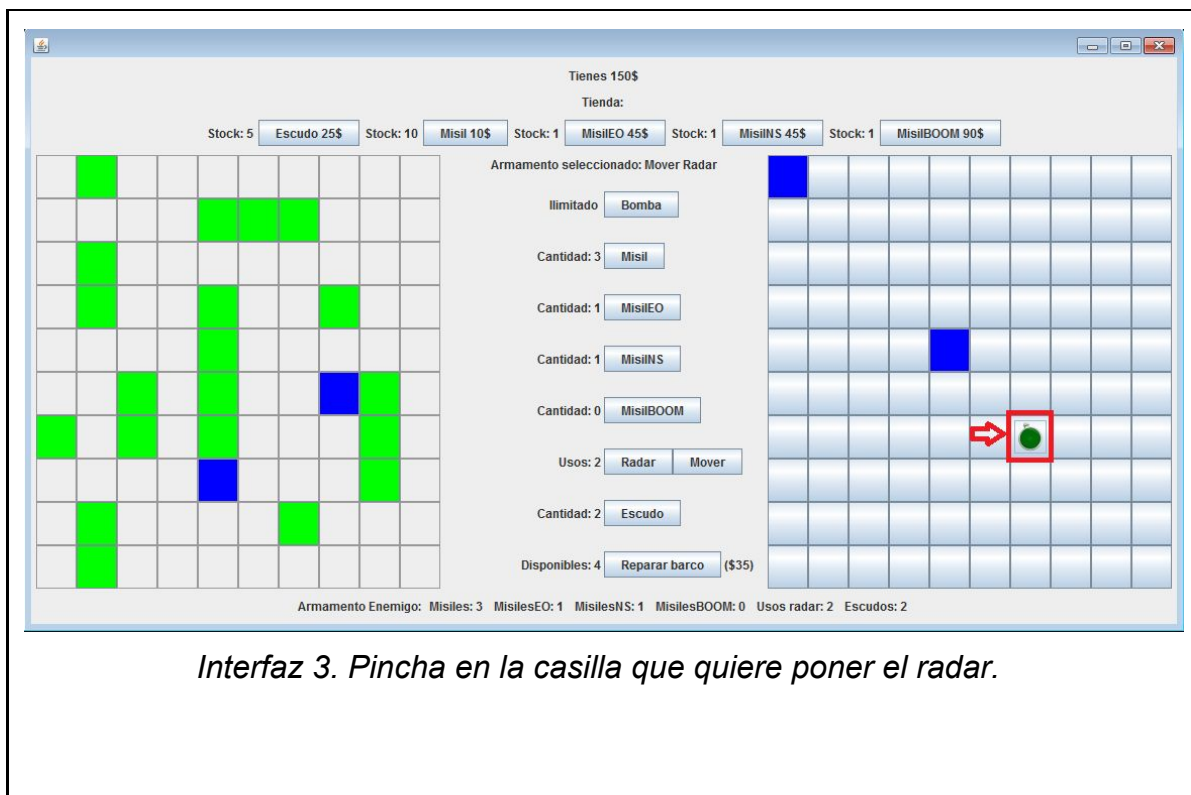 Tienes 150$
Tienda:
Stock: 5 Escudo 25$ Stock: 10 Misil 10$ Stock: 1 MisilEO 45$ Stock: 1 MisilNS 45$ Stock: 1 MisilBOOM 90$
Armamento seleccionado: Mover Radar
Ilimitado Bomba
Cantidad: 3 Misil
Cantidad: 1 MisilEO
Cantidad: 1 MisilNS
Cantidad: 0 MisilBOOM
Usos: 2 Radar Mover
Cantidad: 2 Escudo
Disponibles: 4 Reparar barco ($35)
Armamento Enemigo: Misiles: 3 MisilesEO: 1 MisilesNS: 1 MisilesBOOM: 0 Usos radar: 2 Escudos: 2
Interfaz 3. Pincha en la casilla que quiere poner el radar.